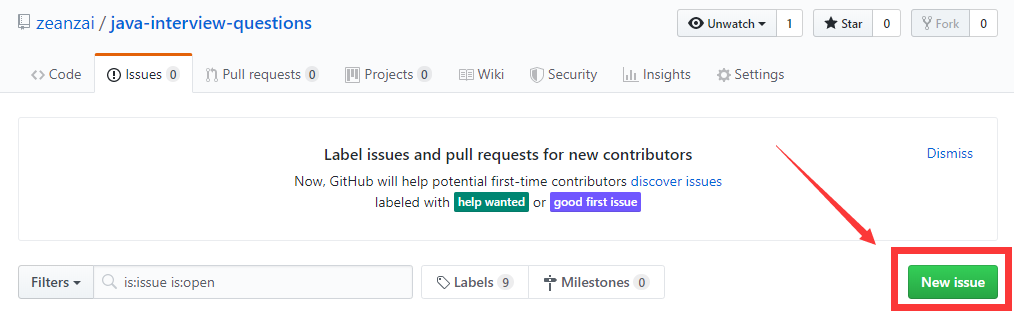 zeanzai / java-interview-questions Unwatch 1 Star 0 Fork 0
Code Issues 0 Pull requests 0 Projects 0 Wiki Security Insights Settings
Label issues and pull requests for new contributors Dismiss
Now, GitHub will help potential first-time contributors discover issues
labeled with help wanted or good first issue
Filters is:issue is:open Labels 9 Milestones 0 New issue